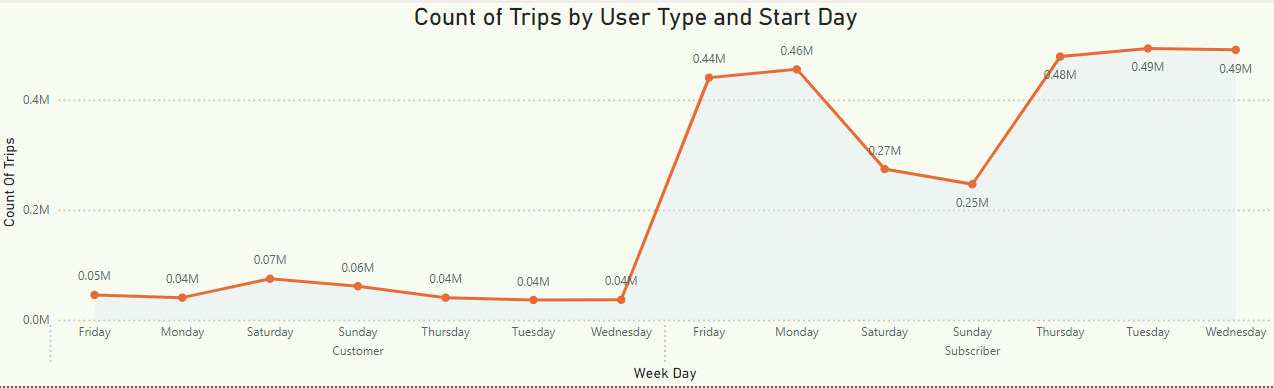 Count of Trips by User Type and Start Day
Count Of Trips
0.4M
0.2M
0.0M
0.05M
0.04M
0.07M
0.06M
0.04M
0.04M
0.04M
0.44M
0.46M
0.27M
0.25M
0.48M
0.49M
0.49M
Friday Monday Saturday Sunday Thursday Tuesday Wednesday Friday Monday Saturday Sunday Thursday Tuesday Wednesday
Customer Subscriber
Week Day